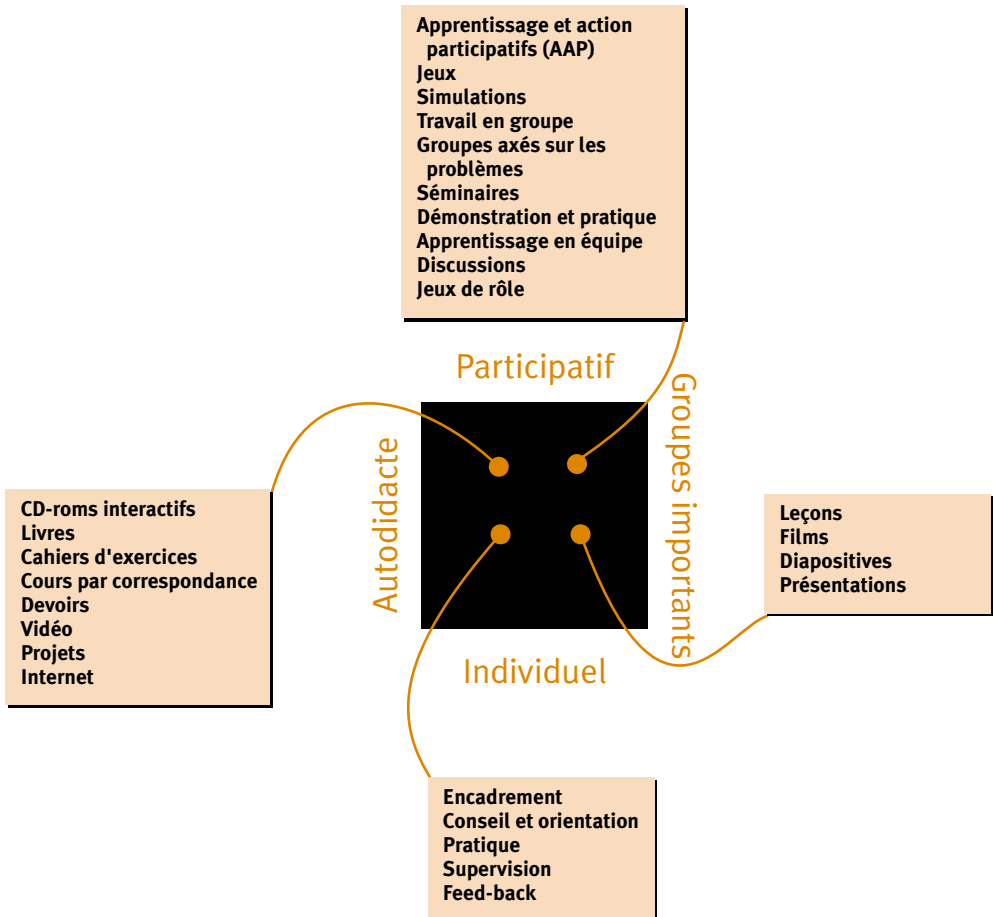 Apprentissage et action
participatifs (AAP)
Jeux
Simulations
Travail en groupe
Groupes axés sur les
problèmes
Séminaires
Démonstration et pratique
Apprentissage en équipe
Discussions
Jeux de rôle
Participatif
Autodidacte
Groupes importants
Individuel
CD-roms interactifs
Livres
Cahiers d'exercices
Cours par correspondance
Devoirs
Vidéo
Projets
Internet
Leçons
Films
Diapositives
Présentations
Encadrement
Conseil et orientation
Pratique
Supervision
Feed-back